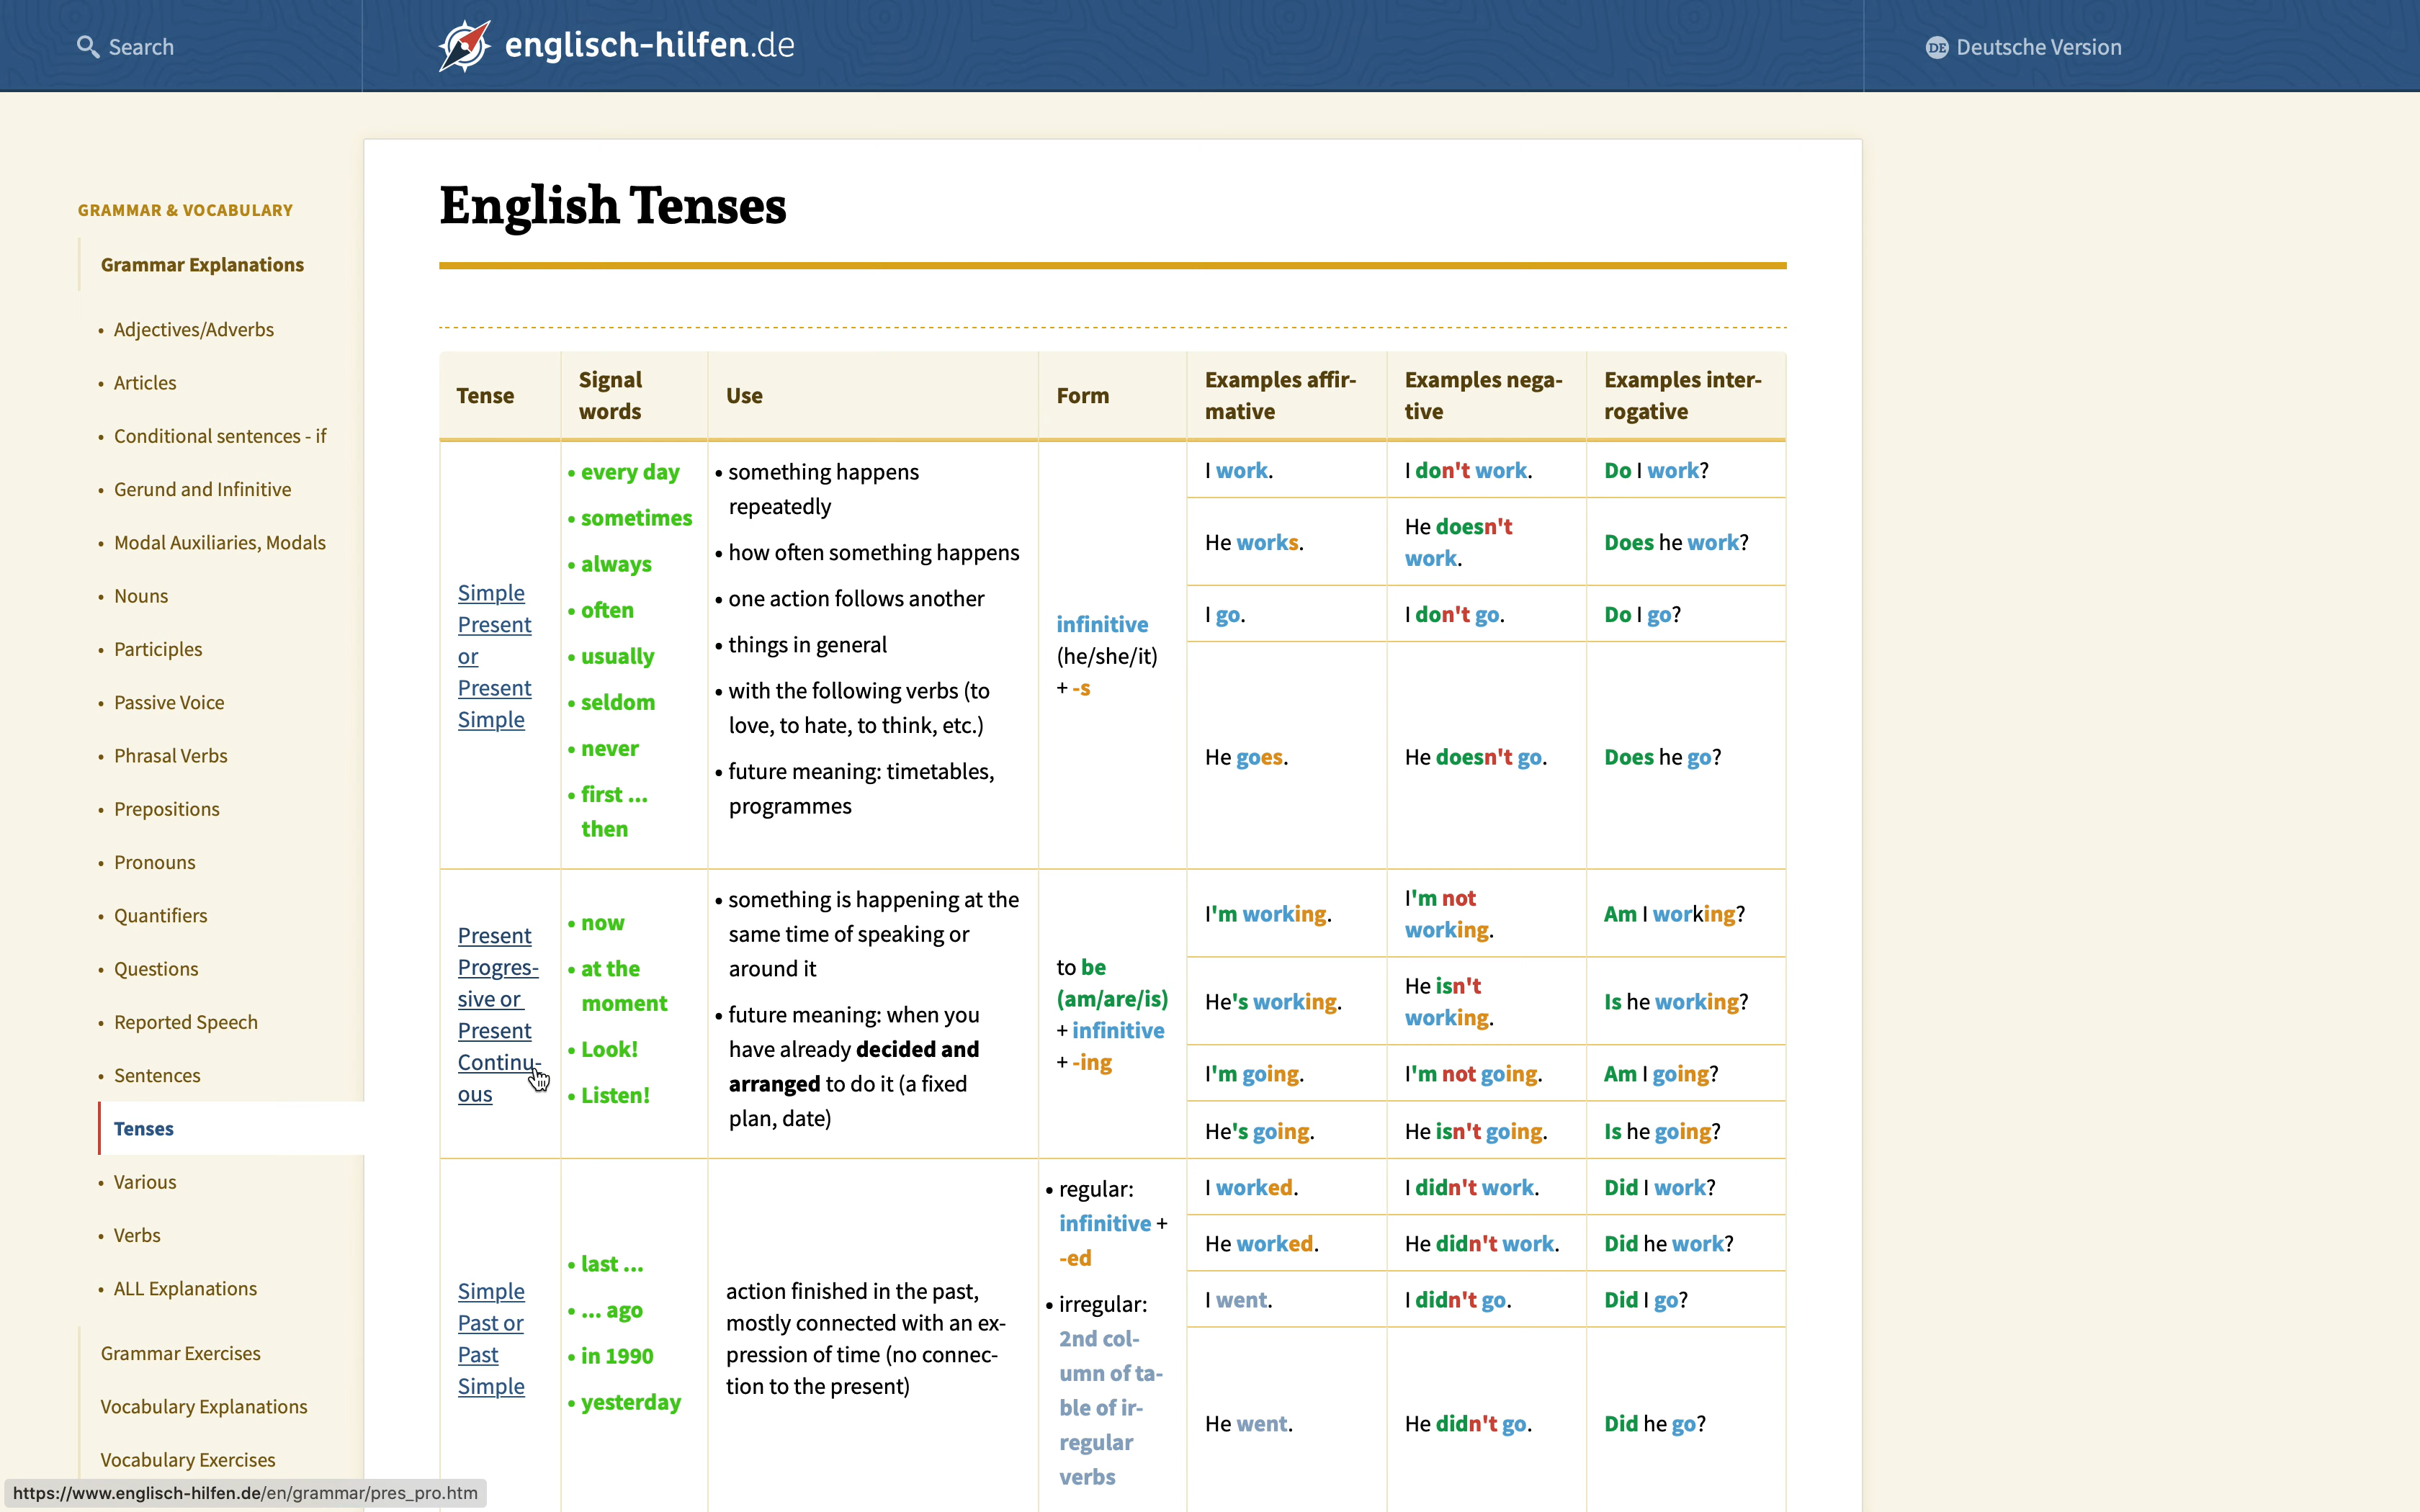 Search
englisch-hilfen.de
DE Deutsche Version
GRAMMAR & VOCABULARY
Grammar Explanations
• Adjectives/Adverbs
• Articles
• Conditional sentences - if
• Gerund and Infinitive
• Modal Auxiliaries, Modals
• Nouns
• Participles
• Passive Voice
• Phrasal Verbs
• Prepositions
• Pronouns
• Quantifiers
• Questions
• Reported Speech
• Sentences
Tenses
• Various
• Verbs
• ALL Explanations
Grammar Exercises
Vocabulary Explanations
Vocabulary Exercises
https://www.englisch-hilfen.de/en/grammar/pres_pro.htm
English Tenses
Tense
Signal
words
Use
Form
Examples affir-
mative
Examples nega-
tive
Examples inter-
rogative
Simple
Present
or
Present
Simple
• every day
• sometimes
• always
• often
• usually
• seldom
• never
• first ...
then
• something happens
repeatedly
• how often something happens
• one action follows another
• things in general
• with the following verbs (to
love, to hate, to think, etc.)
• future meaning: timetables,
programmes
infinitive
(he/she/it)
+ -s
I work.
I don't work.
Do I work?
He works.
He doesn't
work.
Does he work?
I go.
I don't go.
Do I go?
He goes.
He doesn't go.
Does he go?
Present
Progres-
sive or
Present
Continu-
ous
• now
• at the
moment
• Look!
• Listen!
• something is happening at the
same time of speaking or
around it
• future meaning: when you
have already decided and
arranged to do it (a fixed
plan, date)
to be
(am/are/is)
+ infinitive
+ -ing
I'm working.
I'm not
working.
Am I working?
He's working.
He isn't
working.
Is he working?
I'm going.
I'm not going.
Am I going?
He's going.
He isn't going.
Is he going?
Simple
Past or
Past
Simple
• last ...
• ... ago
• in 1990
• yesterday
action finished in the past,
mostly connected with an ex-
pression of time (no connec-
tion to the present)
• regular:
infinitive +
-ed
• irregular:
2nd col-
umn of ta-
ble of ir-
regular
verbs
I worked.
I didn't work.
Did I work?
He worked.
He didn't work.
Did he work?
I went.
I didn't go.
Did I go?
He went.
He didn't go.
Did he go?